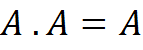 A . A = A